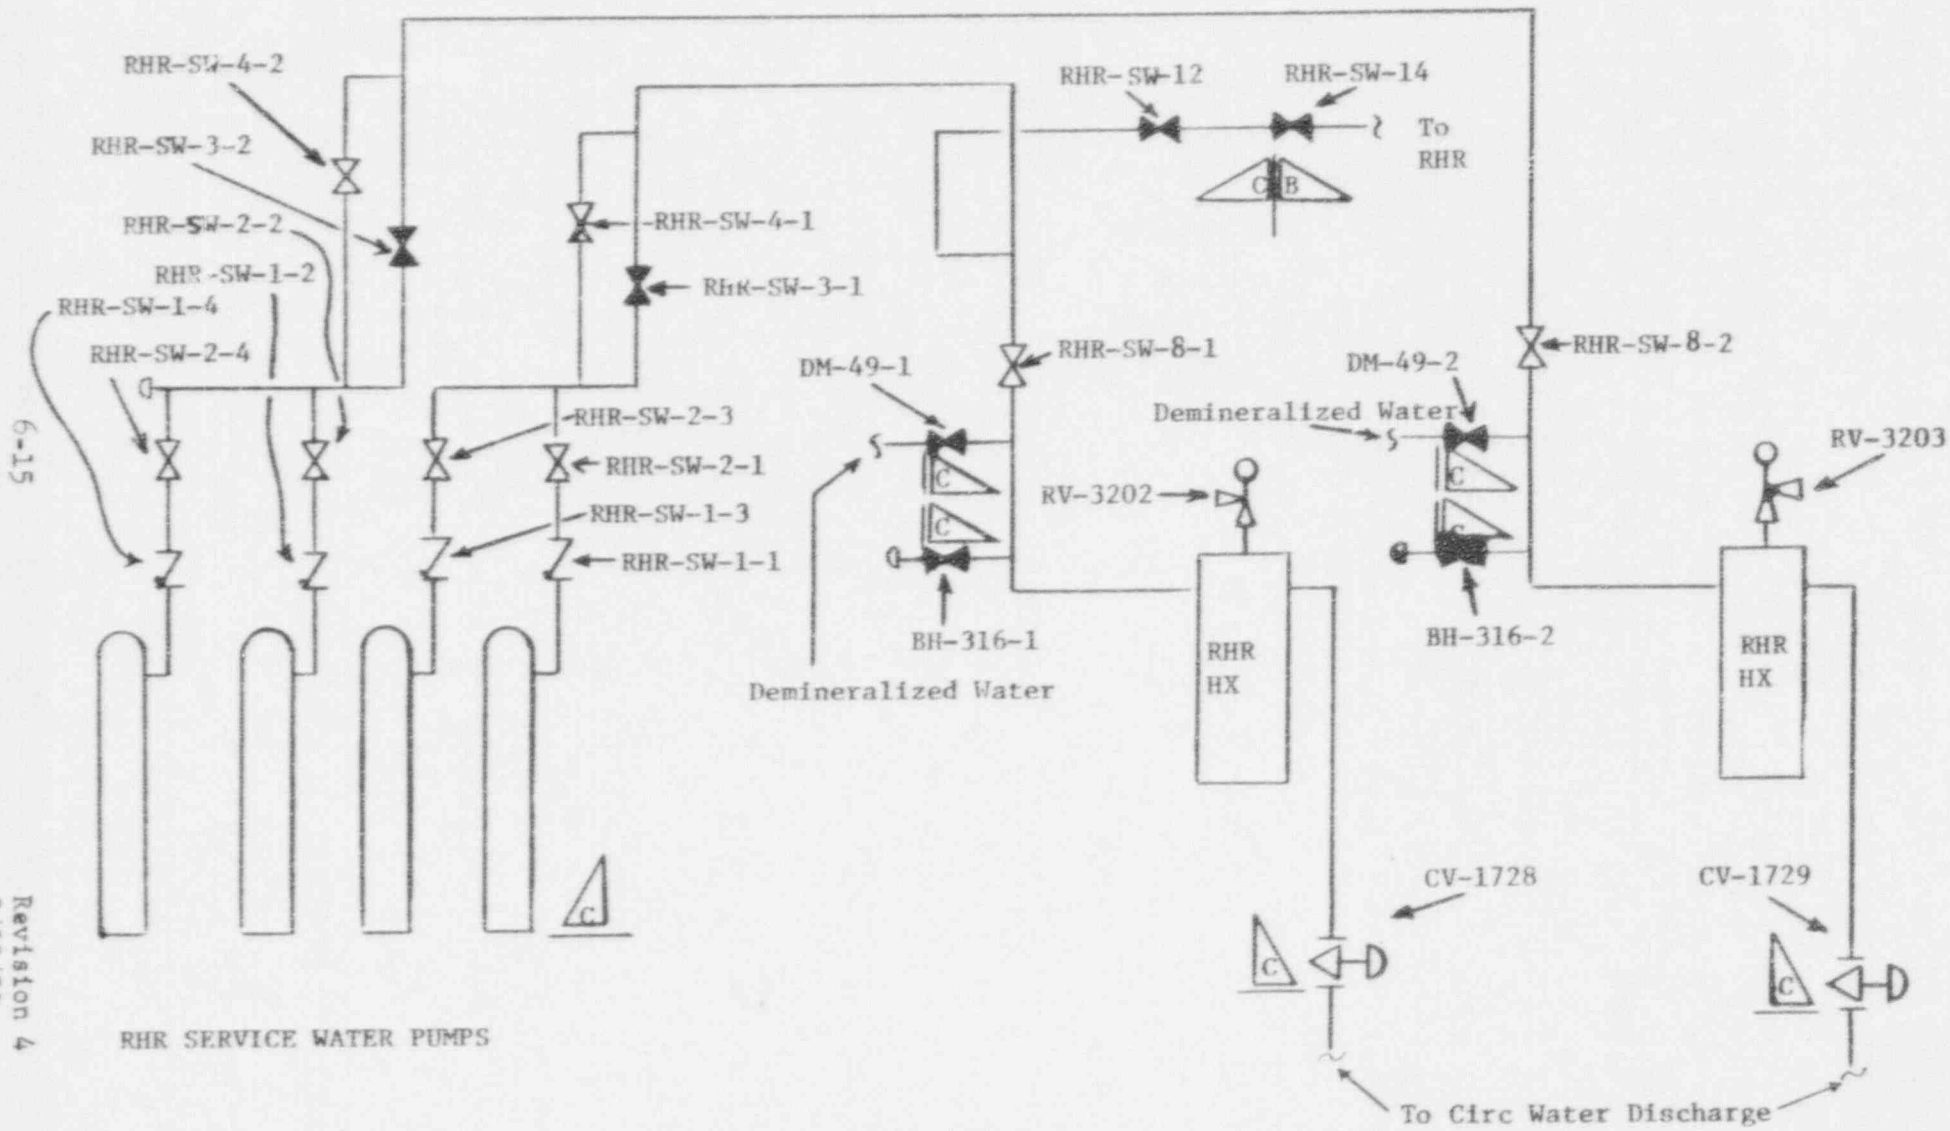 RHR-SW-4-2
RHR-SW-3-2
RHR-SW-2-2
RHR-SW-1-2
RHR-SW-1-4
RHR-SW-2-4
RHR-SW-4-1
RHR-SW-3-1
RHR-SW-2-3
RHR-SW-2-1
RHR-SW-1-3
RHR-SW-1-1
RHR-SW-12
RHR-SW-14
To
RHR
C B
RHR-SW-8-1
RHR-SW-8-2
DM-49-1
DM-49-2
Demineralized Water
C
C
C
C
BH-316-1
BH-316-2
Demineralized Water
RV-3202
RV-3203
RHR
HX
RHR
HX
C
CV-1728
CV-1729
C
C
To Circ Water Discharge
RHR SERVICE WATER PUMPS
6-15
Revision 4